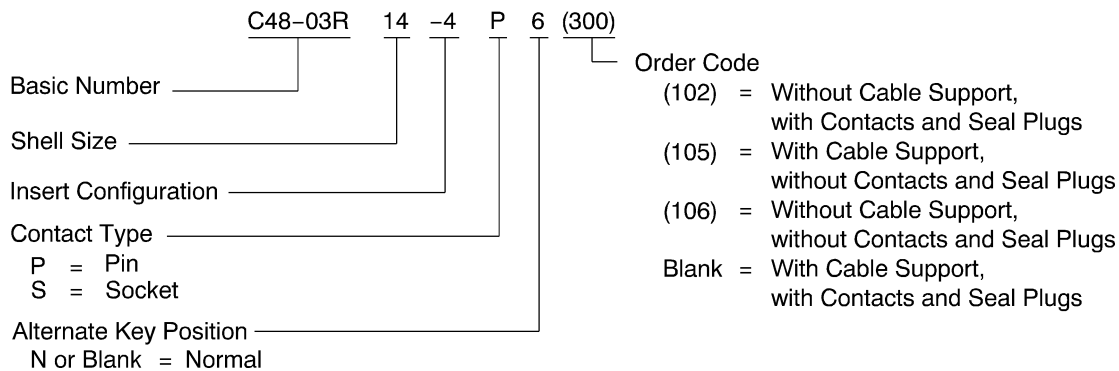 C48–03R 14 –4 P 6 (300)
Basic Number
Shell Size
Insert Configuration
Contact Type
P = Pin
S = Socket
Alternate Key Position
N or Blank = Normal
Order Code
(102) = Without Cable Support,
with Contacts and Seal Plugs
(105) = With Cable Support,
without Contacts and Seal Plugs
(106) = Without Cable Support,
without Contacts and Seal Plugs
Blank = With Cable Support,
with Contacts and Seal Plugs